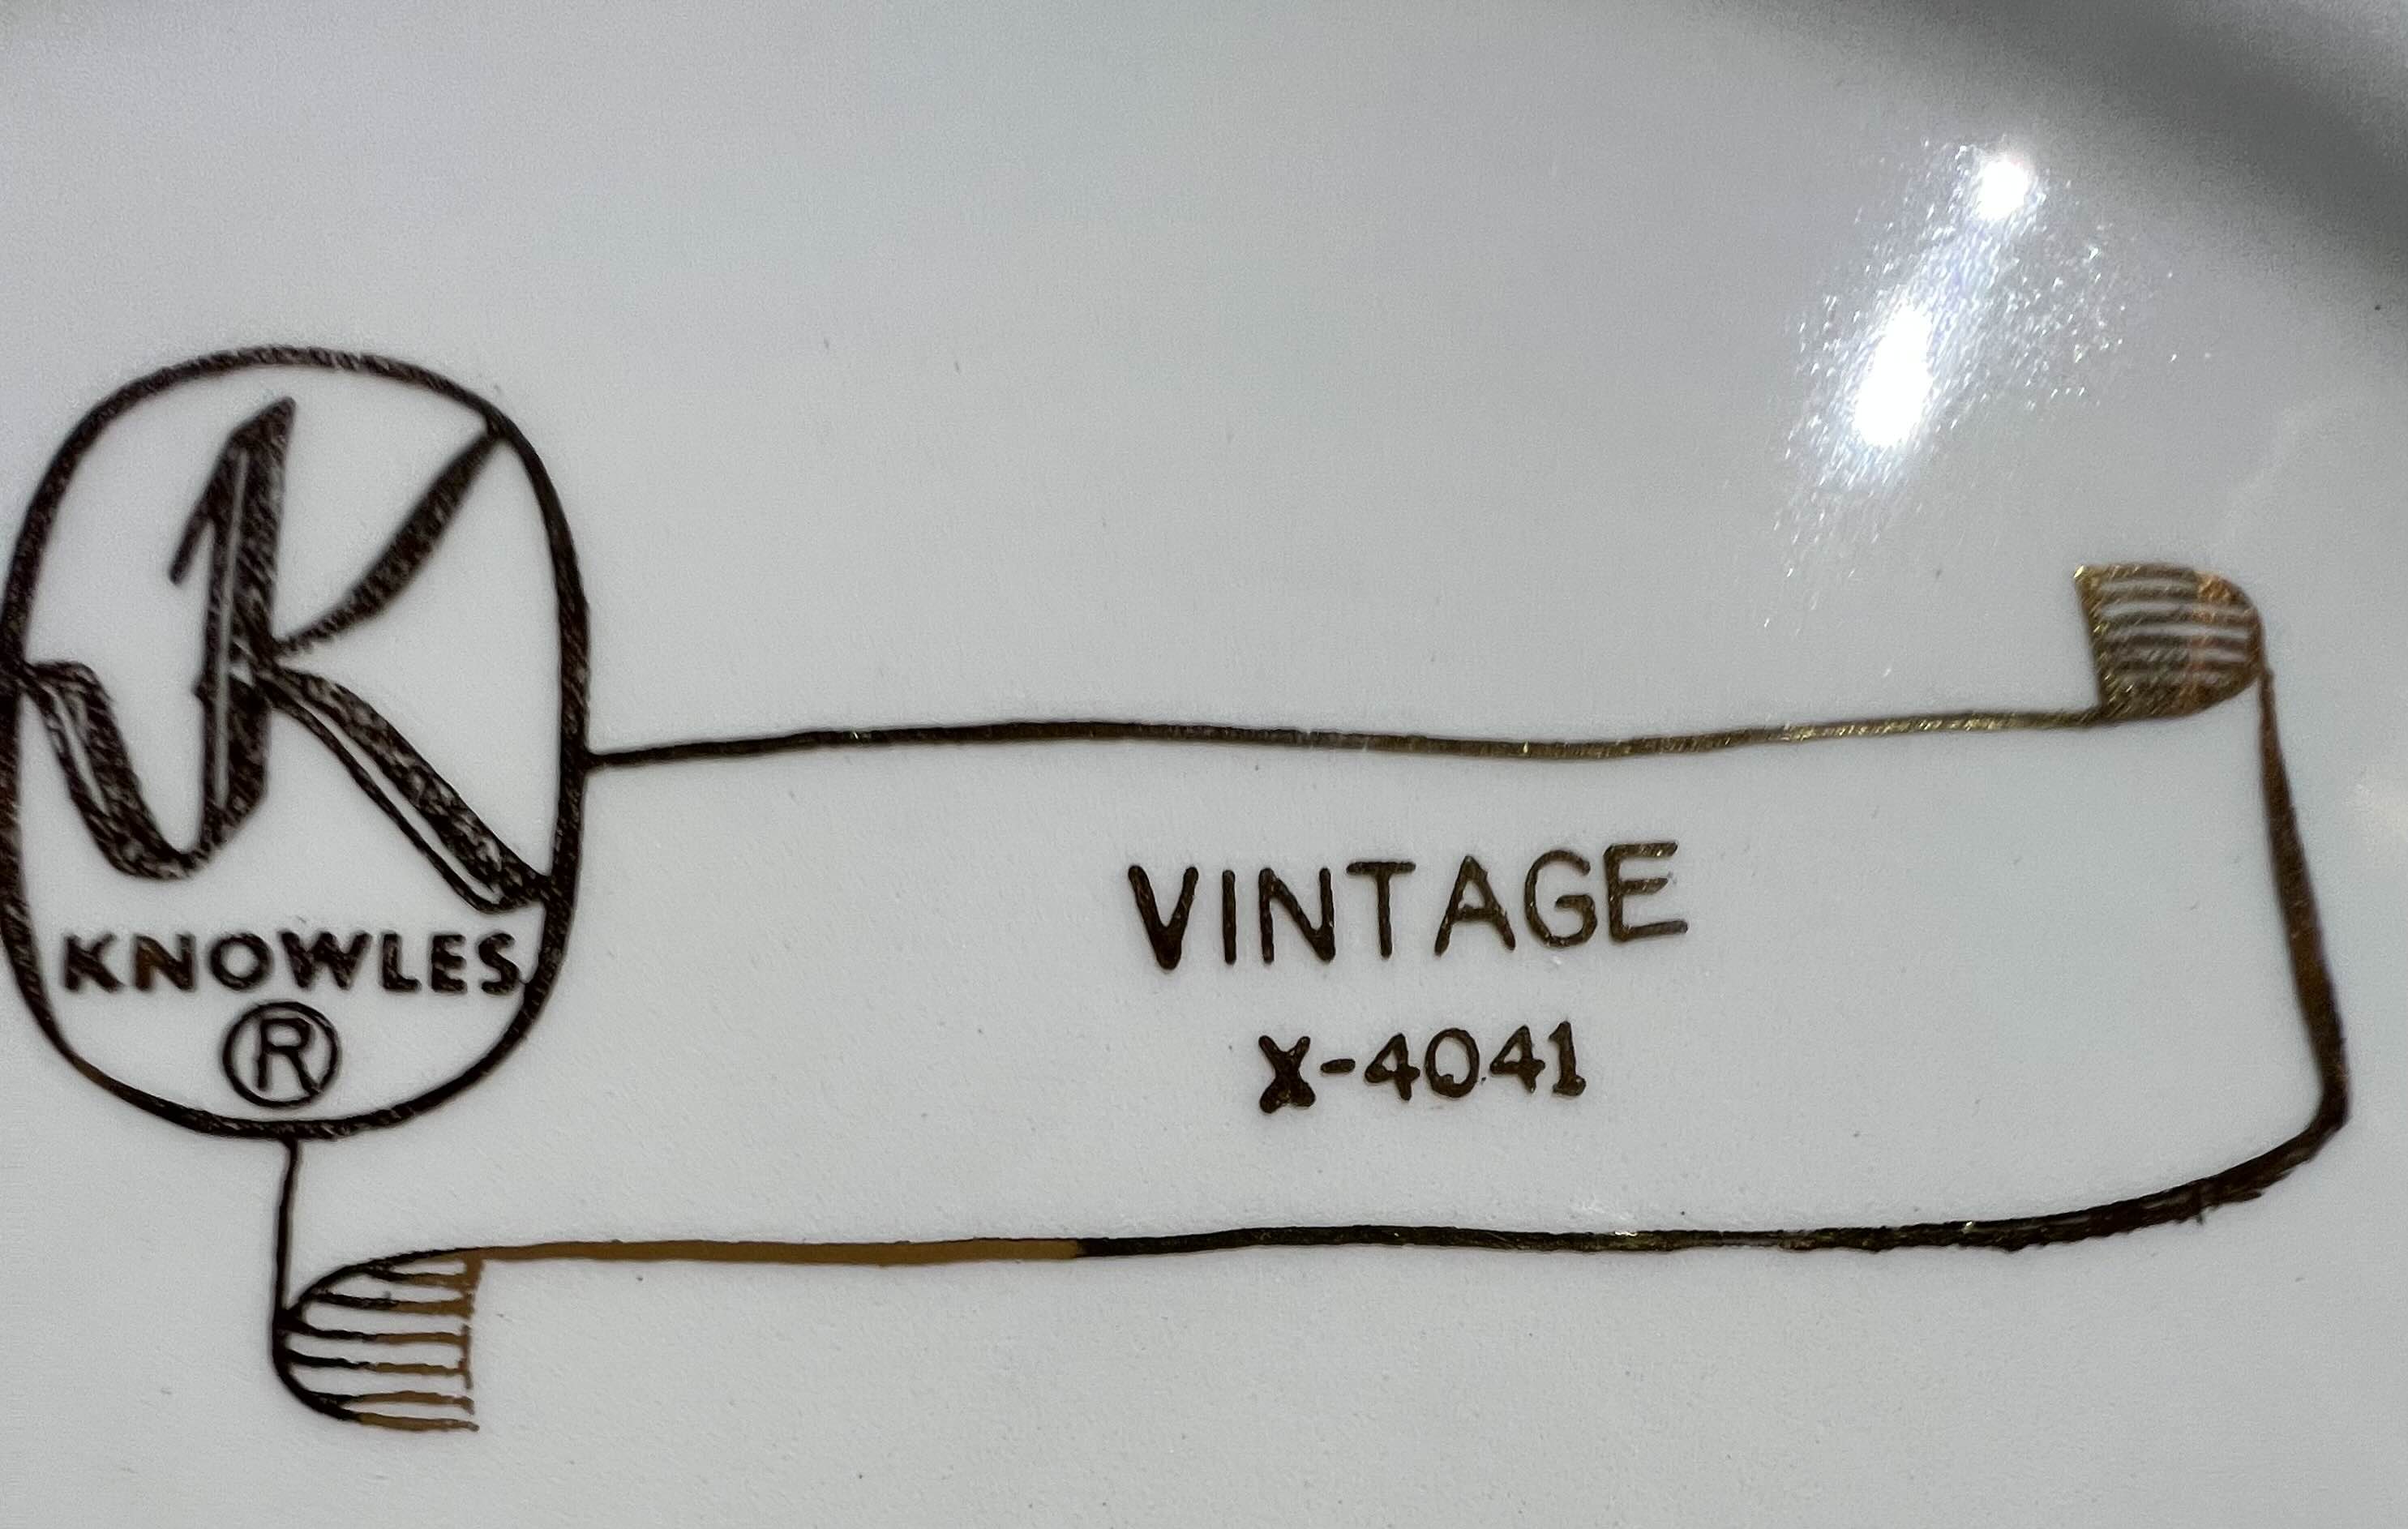 K
KNOWLES
®
VINTAGE
X-4041